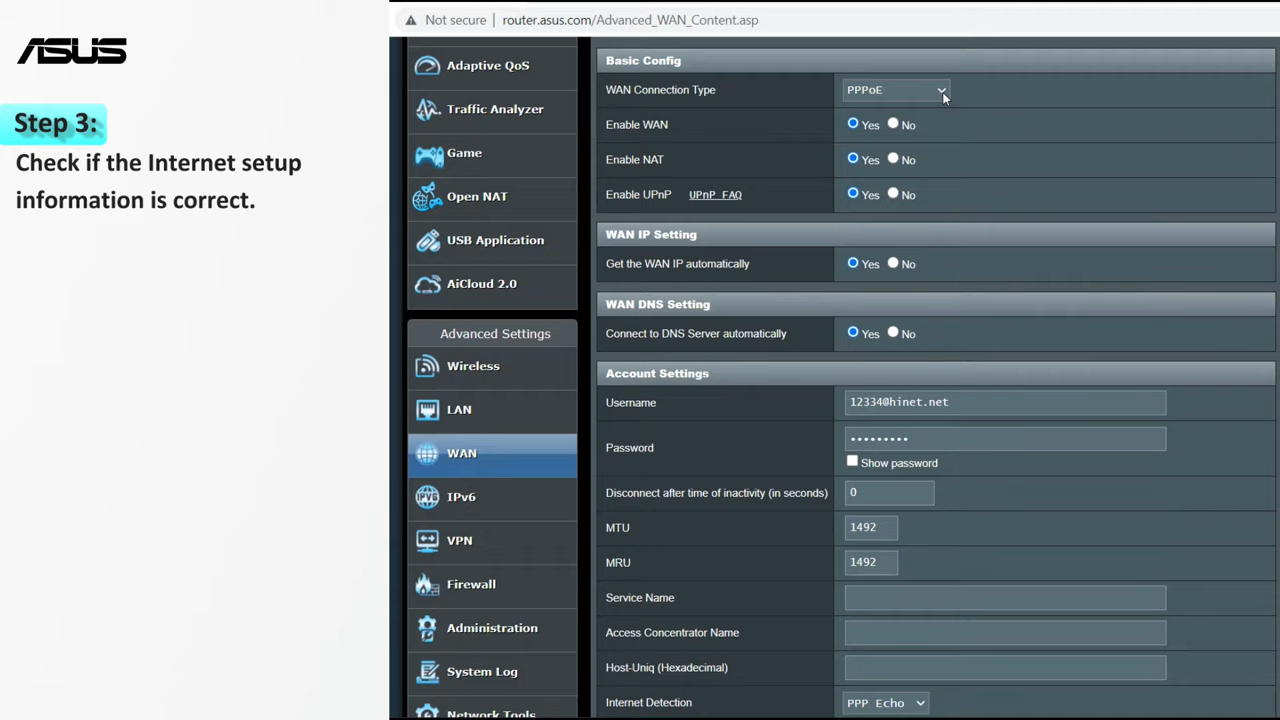 Not secure | router.asus.com/Advanced_WAN_Content.asp
ASUS
Step 3:
Check if the Internet setup
information is correct.
Adaptive QoS
Traffic Analyzer
Game
Open NAT
USB Application
AiCloud 2.0
Advanced Settings
Wireless
LAN
WAN
IPv6
VPN
Firewall
Administration
System Log
Network Tools
Basic Config
WAN Connection Type PPPoE
Enable WAN Yes No
Enable NAT Yes No
Enable UPnP UPnP FAQ Yes No
WAN IP Setting
Get the WAN IP automatically Yes No
WAN DNS Setting
Connect to DNS Server automatically Yes No
Account Settings
Username 12334@hinet.net
Password •••••••••
Show password
Disconnect after time of inactivity (in seconds) 0
MTU 1492
MRU 1492
Service Name
Access Concentrator Name
Host-Uniq (Hexadecimal)
Internet Detection PPP Echo